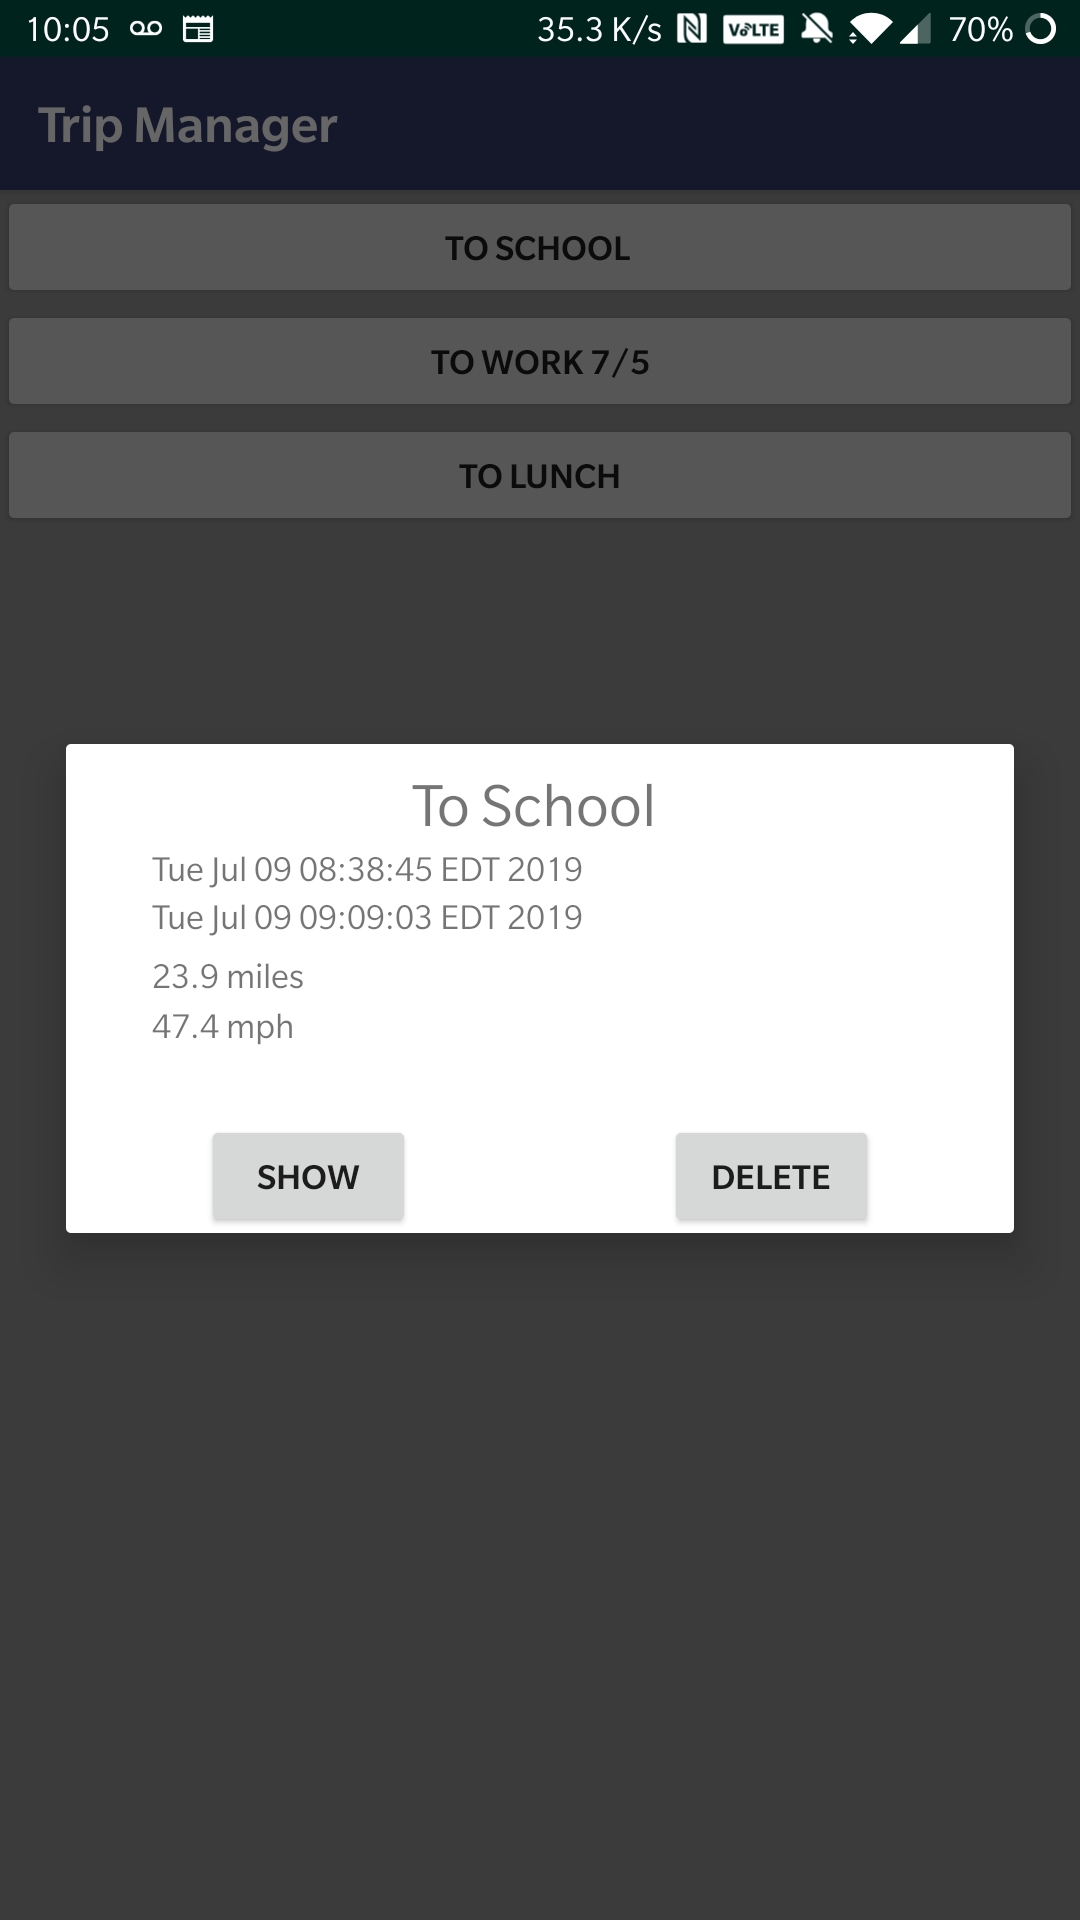 10:05 35.3 K/s VoLTE 70%
Trip Manager
TO SCHOOL
TO WORK 7/5
TO LUNCH
To School
Tue Jul 09 08:38:45 EDT 2019
Tue Jul 09 09:09:03 EDT 2019
23.9 miles
47.4 mph
SHOW DELETE